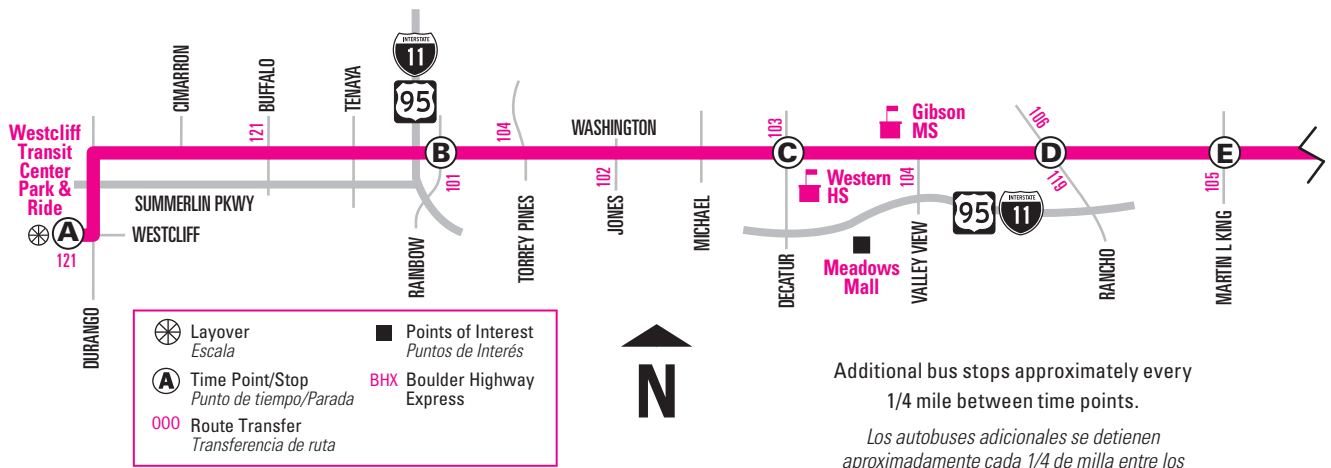 INTERSTATE
11
95
CIMARRON
BUFFALO
TENAYA
121
104
WASHINGTON
103
Gibson
MS
106
Westcliff
Transit
Center
Park &
Ride
B
C
D
E
101
102
Western
HS
104
119
105
SUMMERLIN PKWY
A
WESTCLIFF
121
95
INTERSTATE
11
DURANGO
RAINBOW
TORREY PINES
JONES
MICHAEL
DECATUR
Meadows
Mall
VALLEY VIEW
RANCHO
MARTIN L KING
Layover
Escala
A Time Point/Stop
Punto de tiempo/Parada
000 Route Transfer
Transferencia de ruta
Points of Interest
Puntos de Interés
BHX Boulder Highway
Express
N
Additional bus stops approximately every
1/4 mile between time points.
Los autobuses adicionales se detienen
aproximadamente cada 1/4 de milla entre los